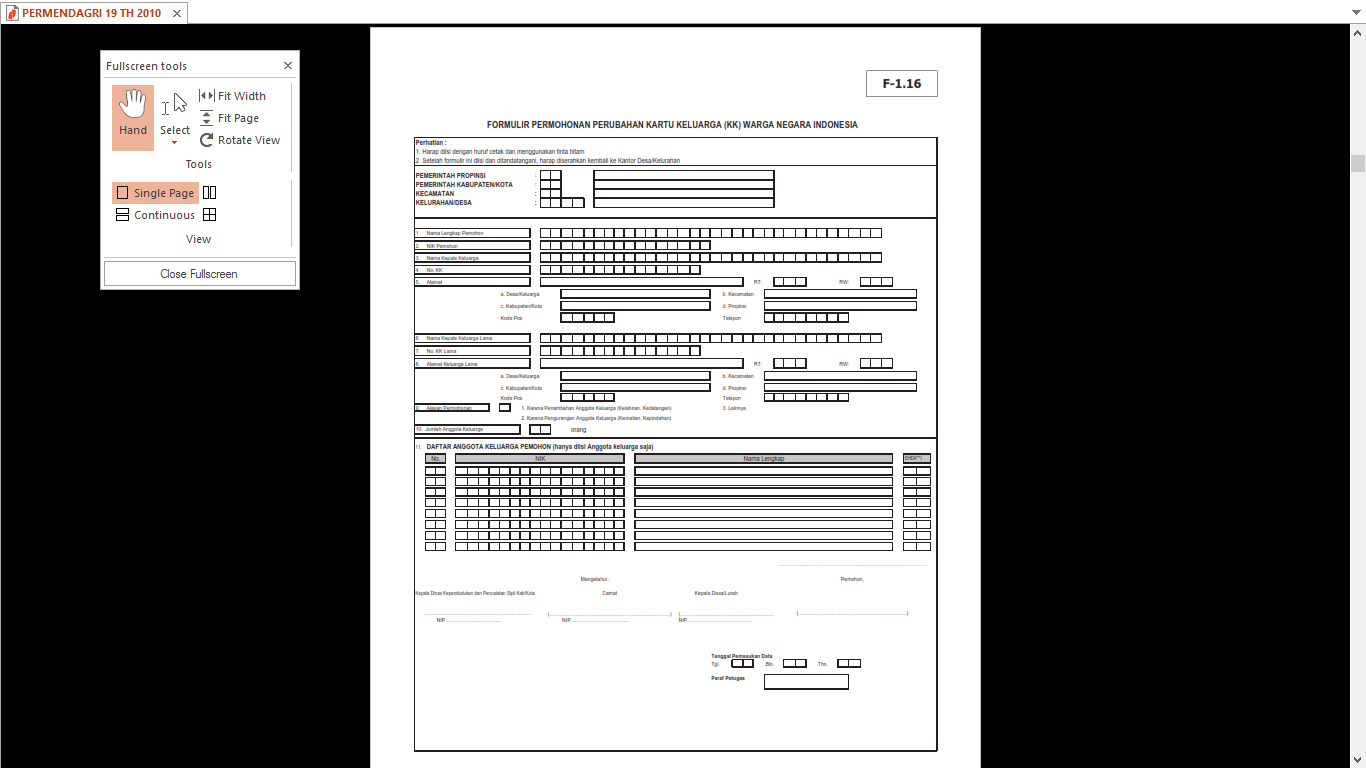 PERMENDAGRI 19 TH 2010
Fullscreen tools
Hand
Select
Fit Width
Fit Page
Rotate View
Tools
Single Page
Continuous
View
Close Fullscreen
F-1.16
FORMULIR PERMOHONAN PERUBAHAN KARTU KELUARGA (KK) WARGA NEGARA INDONESIA
Perhatian :
1. Harap diisi dengan huruf cetak dan menggunakan tinta hitam
2. Setelah formulir ini diisi dan ditandatangani, harap diserahkan kembali ke Kantor Desa/Kelurahan
PEMERINTAH PROPINSI :
PEMERINTAH KABUPATEN/KOTA :
KECAMATAN :
KELURAHAN/DESA :
1. Nama Lengkap Pemohon
2. NIK Pemohon
3. Nama Kepala Keluarga
4. No. KK
5. Alamat RT: RW:
a. Desa/Keluarga b. Kecamatan
c. Kabupaten/Kota d. Propinsi
Kode Pos Telepon
6. Nama Kepala Keluarga Lama
7. No. KK Lama
8. Alamat Keluarga Lama RT: RW:
a. Desa/Keluarga b. Kecamatan
c. Kabupaten/Kota d. Propinsi
Kode Pos Telepon
9. Alasan Permohonan 1. Karena Penambahan Anggota Keluarga (Kelahiran, Kedatangan) 3. Lainnya
2. Karena Pengurangan Anggota Keluarga (Kematian, Kepindahan)
10. Jumlah Anggota Keluarga orang
11. DAFTAR ANGGOTA KELUARGA PEMOHON (hanya diisi Anggota keluarga saja)
No. NIK Nama Lengkap SHDK**)
Mengetahui : Pemohon,
Kepala Dinas Kependudukan dan Pencatatan Sipil Kab/Kota Camat Kepala Desa/Lurah
(..........) (..........) (..........)
NIP.......... NIP.......... NIP..........
Tanggal Pemasukan Data
Tgl. Bln. Thn.
Paraf Petugas